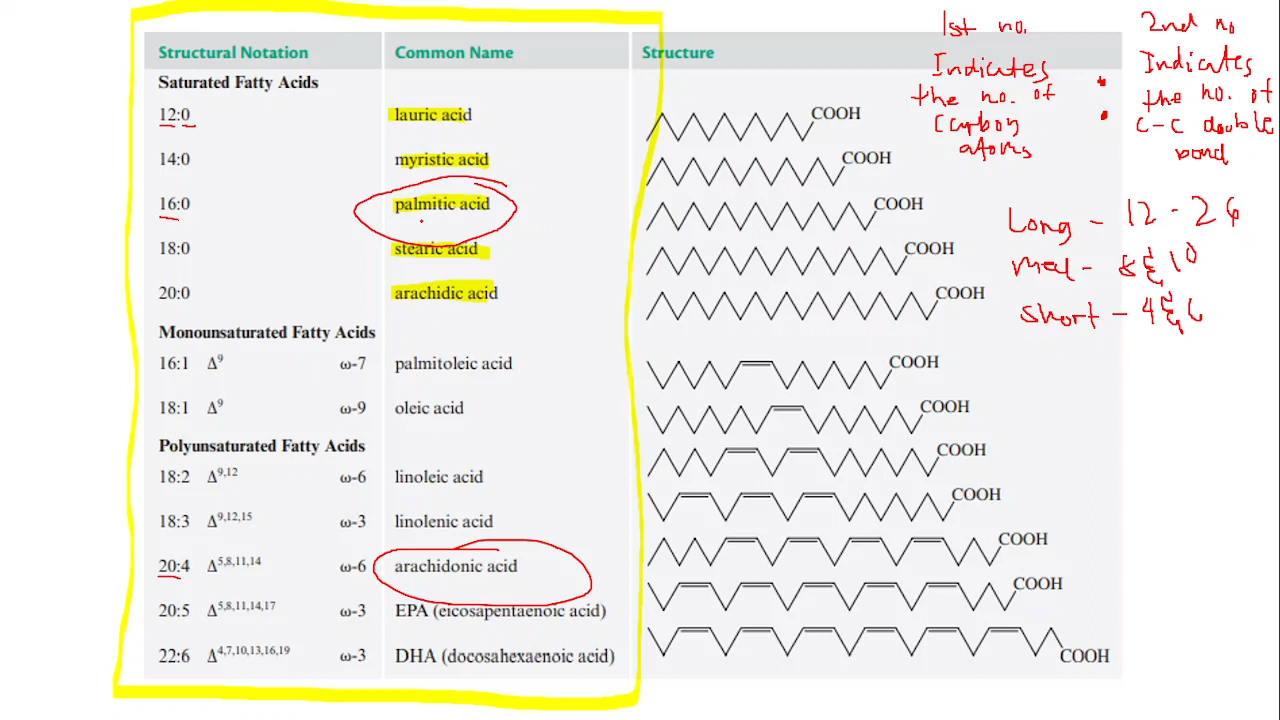 Structural Notation Common Name Structure
Saturated Fatty Acids
12:0 lauric acid COOH
14:0 myristic acid COOH
16:0 palmitic acid COOH
18:0 stearic acid COOH
20:0 arachidic acid COOH
Monounsaturated Fatty Acids
16:1 Δ⁹ ω-7 palmitoleic acid COOH
18:1 Δ⁹ ω-9 oleic acid COOH
Polyunsaturated Fatty Acids
18:2 Δ⁹,¹² ω-6 linoleic acid COOH
18:3 Δ⁹,¹²,¹⁵ ω-3 linolenic acid COOH
20:4 Δ⁵,⁸,¹¹,¹⁴ ω-6 arachidonic acid COOH
20:5 Δ⁵,⁸,¹¹,¹⁴,¹⁷ ω-3 EPA (eicosapentaenoic acid) COOH
22:6 Δ⁴,⁷,¹⁰,¹³,¹⁶,¹⁹ ω-3 DHA (docosahexaenoic acid) COOH
1st no.
Indicates
the no. of
Carbon
atoms
:
2nd no
Indicates
the no. of
C-C double
bond
Long - 12 - 26
med - 8 & 10
short - 4 & 6